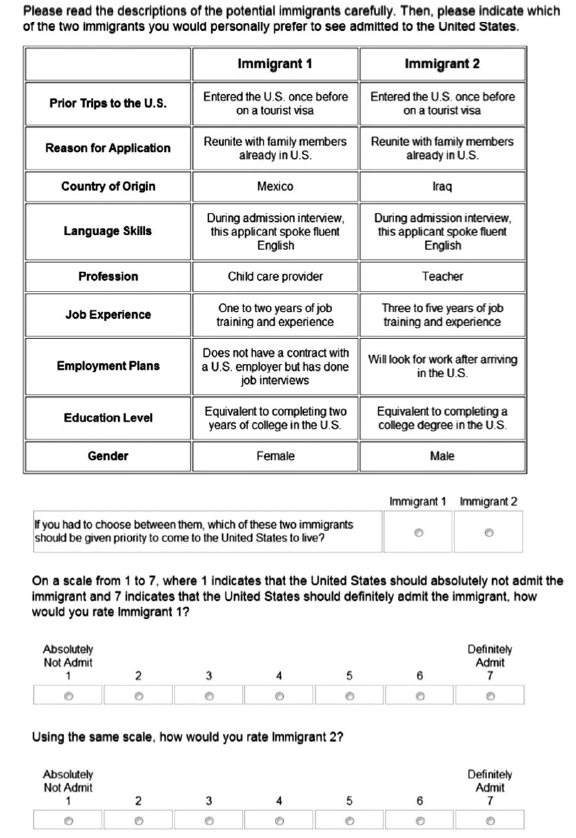 Please read the descriptions of the potential immigrants carefully. Then, please indicate which
of the two immigrants you would personally prefer to see admitted to the United States.
Immigrant 1 Immigrant 2
Prior Trips to the U.S. Entered the U.S. once before on a tourist visa Entered the U.S. once before on a tourist visa
Reason for Application Reunite with family members already in U.S. Reunite with family members already in U.S.
Country of Origin Mexico Iraq
Language Skills During admission interview, this applicant spoke fluent English During admission interview, this applicant spoke fluent English
Profession Child care provider Teacher
Job Experience One to two years of job training and experience Three to five years of job training and experience
Employment Plans Does not have a contract with a U.S. employer but has done job interviews Will look for work after arriving in the U.S.
Education Level Equivalent to completing two years of college in the U.S. Equivalent to completing a college degree in the U.S.
Gender Female Male
Immigrant 1 Immigrant 2
If you had to choose between them, which of these two immigrants
should be given priority to come to the United States to live?
On a scale from 1 to 7, where 1 indicates that the United States should absolutely not admit the
immigrant and 7 indicates that the United States should definitely admit the immigrant, how
would you rate Immigrant 1?
Absolutely Definitely
Not Admit Admit
1 2 3 4 5 6 7
Using the same scale, how would you rate Immigrant 2?
Absolutely Definitely
Not Admit Admit
1 2 3 4 5 6 7